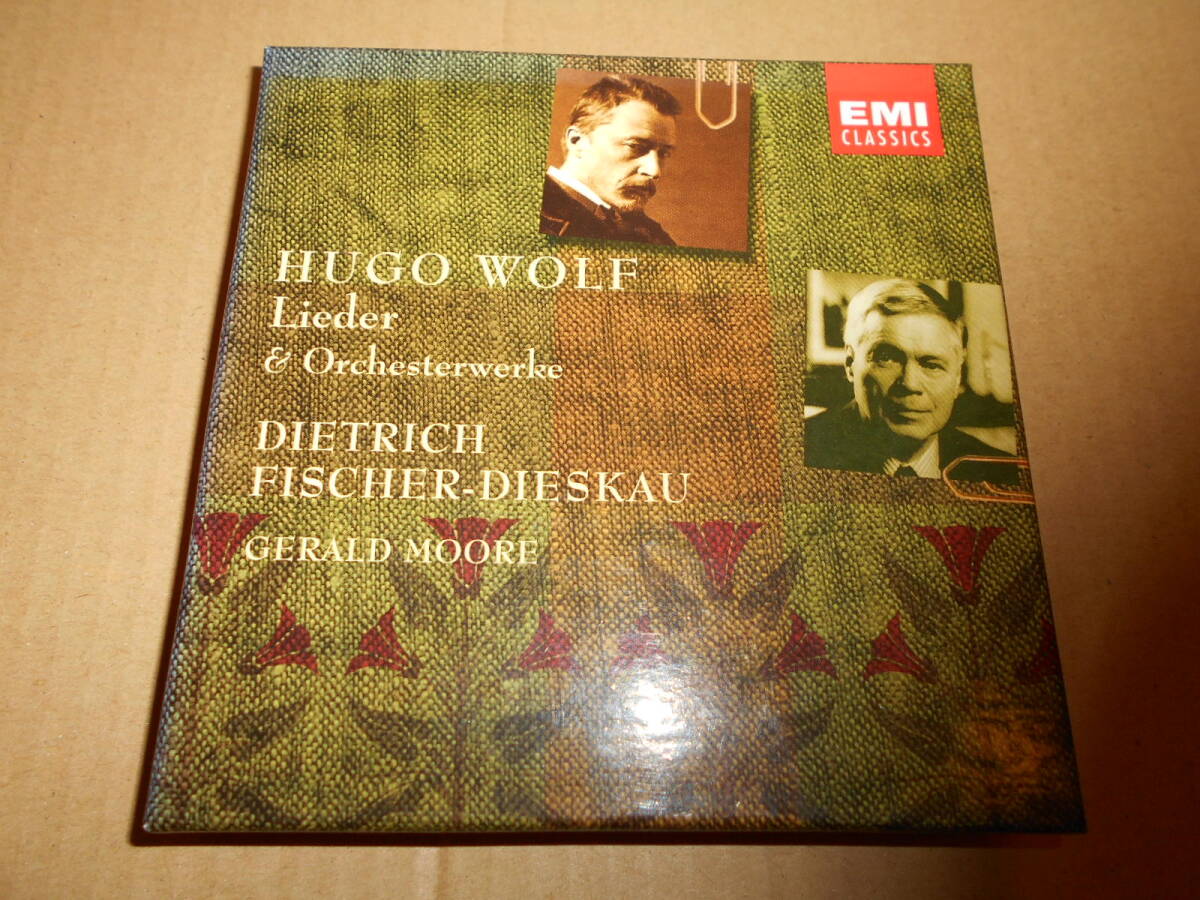 EMI
CLASSICS
HUGO WOLF
Lieder
& Orchesterwerke
DIETRICH
FISCHER-DIESKAU
GERALD MOORE